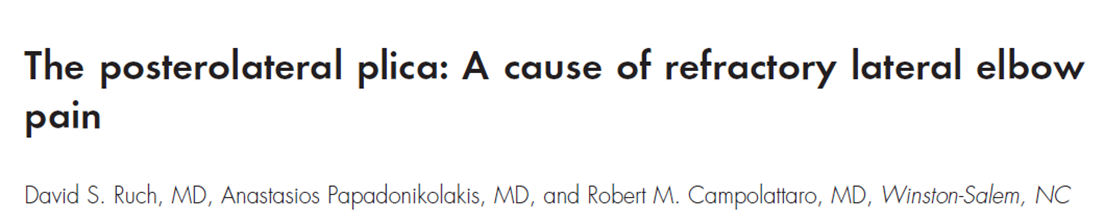 The posterolateral plica: A cause of refractory lateral elbow
pain
David S. Ruch, MD, Anastasios Papadonikolakis, MD, and Robert M. Campolattaro, MD, Winston-Salem, NC